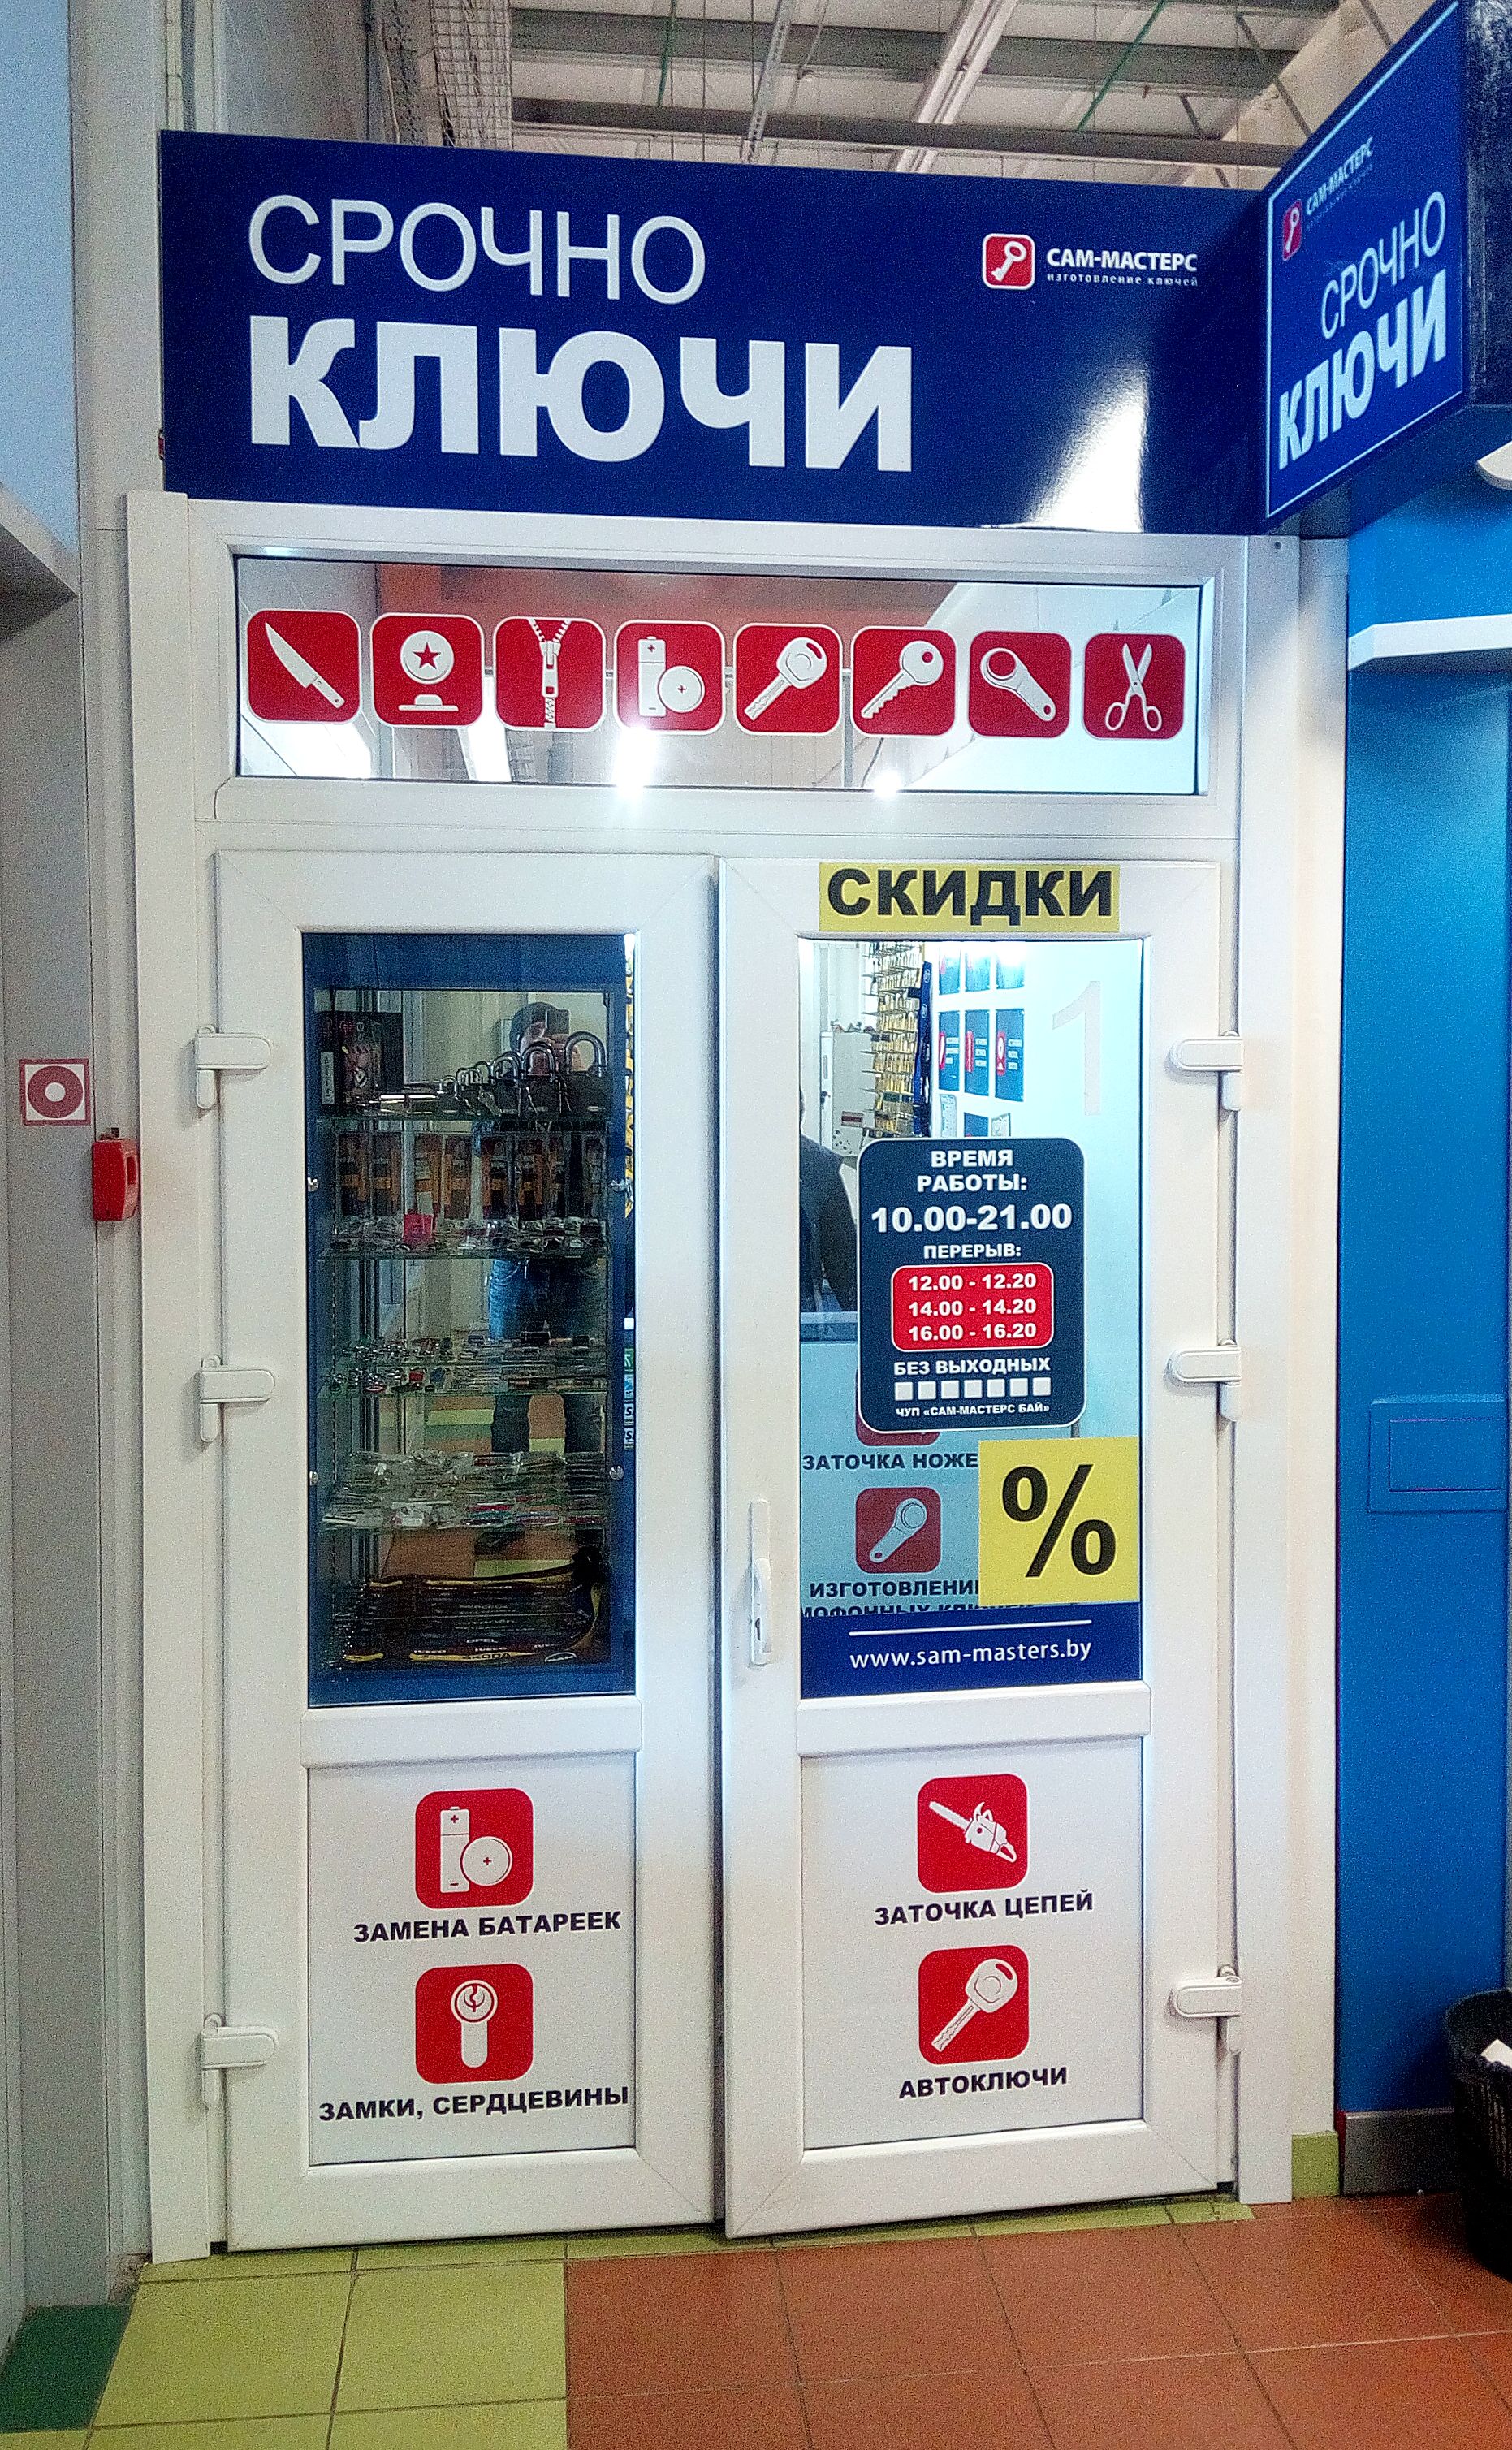 СРОЧНО
КЛЮЧИ
САМ-МАСТЕРС
изготовление ключей
САМ-МАСТЕРС
СРОЧНО
КЛЮЧИ
СКИДКИ
1
ВРЕМЯ
РАБОТЫ:
10.00-21.00
ПЕРЕРЫВ:
12.00 - 12.20
14.00 - 14.20
16.00 - 16.20
БЕЗ ВЫХОДНЫХ
ЧУП «САМ-МАСТЕРС БАЙ»
ЗАТОЧКА НОЖЕ
%
ИЗГОТОВЛЕНИ
www.sam-masters.by
ЗАМЕНА БАТАРЕЕК
ЗАМКИ, СЕРДЦЕВИНЫ
ЗАТОЧКА ЦЕПЕЙ
АВТОКЛЮЧИ